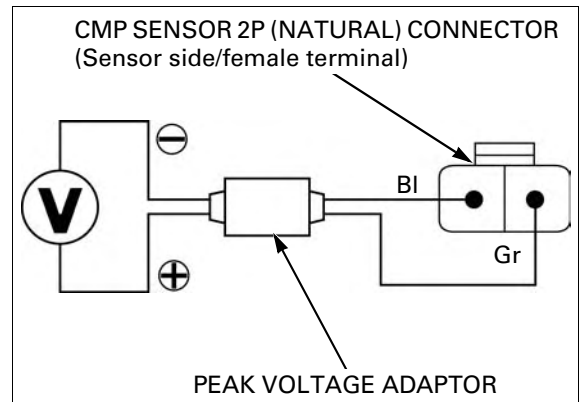 CMP SENSOR 2P (NATURAL) CONNECTOR
(Sensor side/female terminal)
Bl
V
Gr
PEAK VOLTAGE ADAPTOR